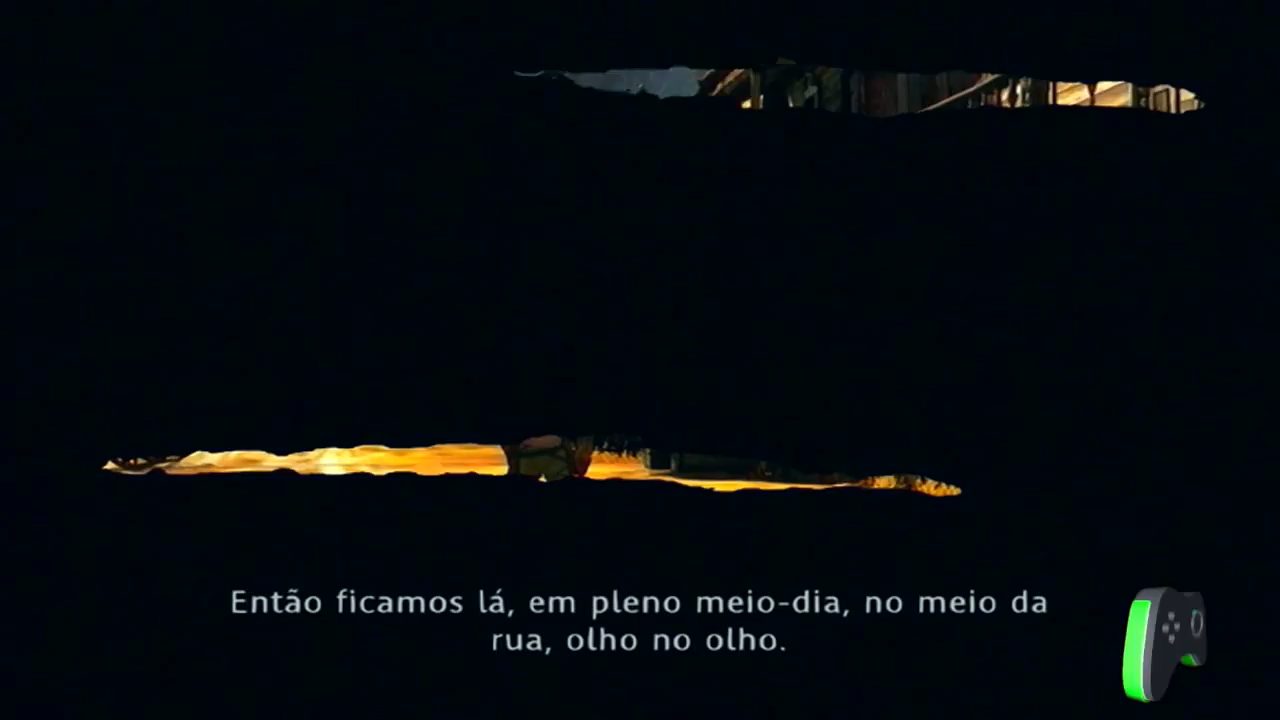 Então ficamos lá, em pleno meio-dia, no meio da
rua, olho no olho.